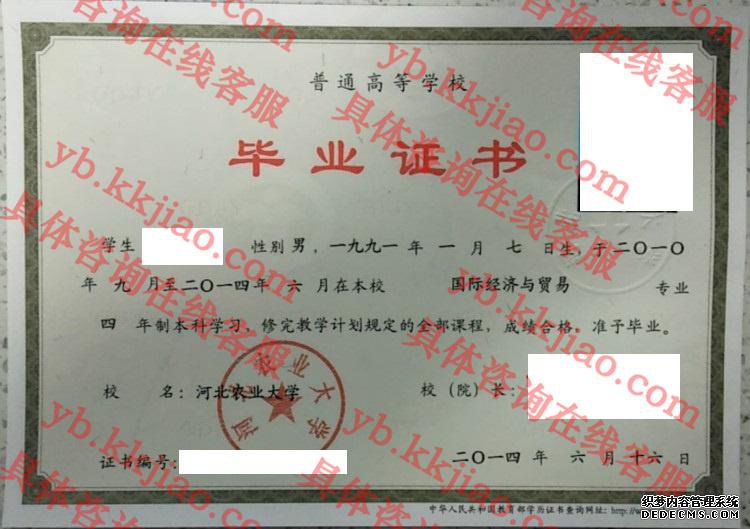 普通高等学校
毕业证书
学生 性别 男，一九九一年 一 月 七 日生，于二〇一〇
年 九 月至二〇一四年 六 月在本校 国际经济与贸易 专业
四 年制本科学习，修完教学计划规定的全部课程，成绩合格，准予毕业。
校 名：河北农业大学 校（院）长：
证书编号： 二〇一四 年 六 月 十六 日
河北农业大学
中华人民共和国教育部学历证书查询网址：http://w
具体咨询在线客服
yb.kkjiao.com
织梦内容管理系统
DEDECMS.COM